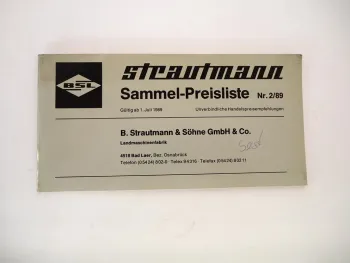 BSL
strautmann
Sammel-Preisliste Nr. 2/89
Gültig ab 1. Juli 1989 Unverbindliche Handelspreisempfehlungen
B. Strautmann & Söhne GmbH & Co.
Landmaschinenfabrik
4518 Bad Laer, Bez. Osnabrück